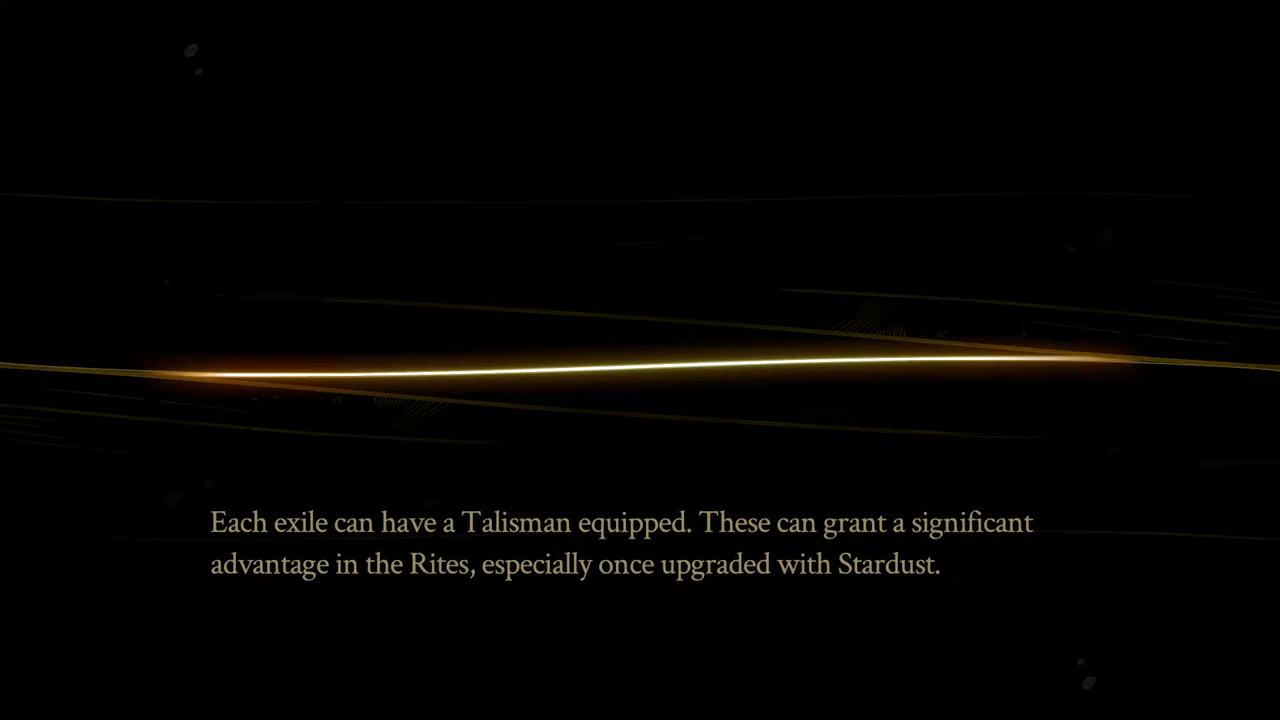 Each exile can have a Talisman equipped. These can grant a significant
advantage in the Rites, especially once upgraded with Stardust.